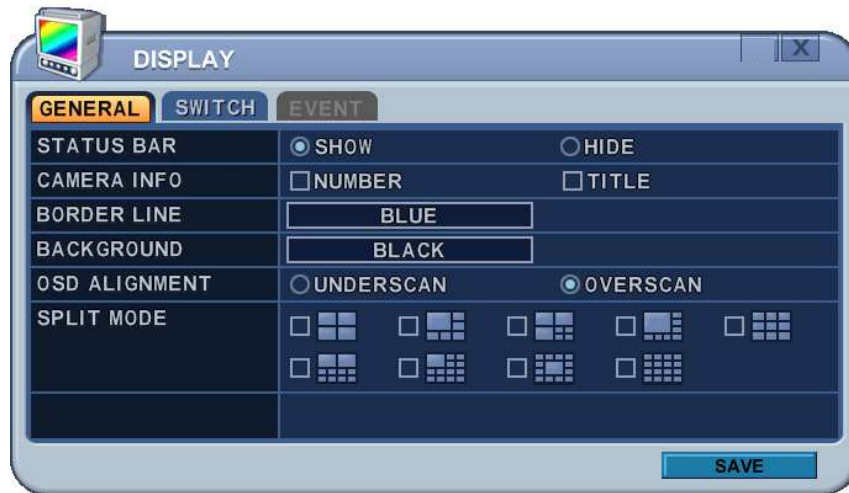 DISPLAY
X
GENERAL SWITCH EVENT
STATUS BAR SHOW HIDE
CAMERA INFO NUMBER TITLE
BORDER LINE BLUE
BACKGROUND BLACK
OSD ALIGNMENT UNDERSCAN OVERSCAN
SPLIT MODE
SAVE